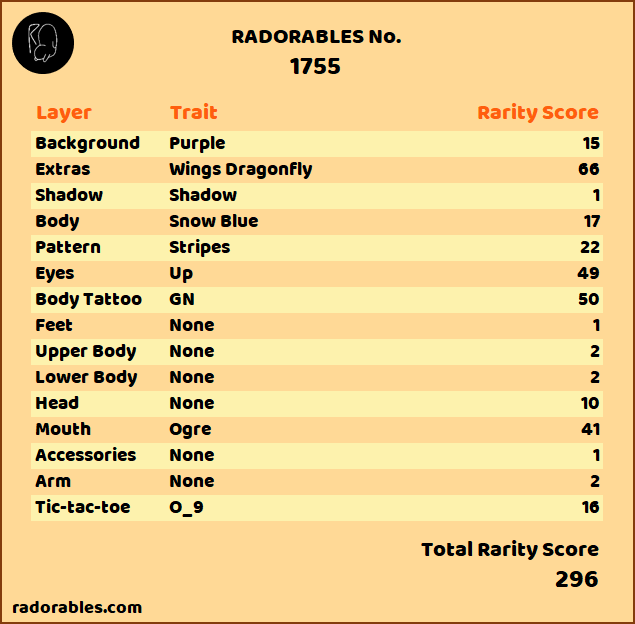 RADORABLES No.
1755
Layer Trait Rarity Score
Background Purple 15
Extras Wings Dragonfly 66
Shadow Shadow 1
Body Snow Blue 17
Pattern Stripes 22
Eyes Up 49
Body Tattoo GN 50
Feet None 1
Upper Body None 2
Lower Body None 2
Head None 10
Mouth Ogre 41
Accessories None 1
Arm None 2
Tic-tac-toe O_9 16
Total Rarity Score
296
radorables.com